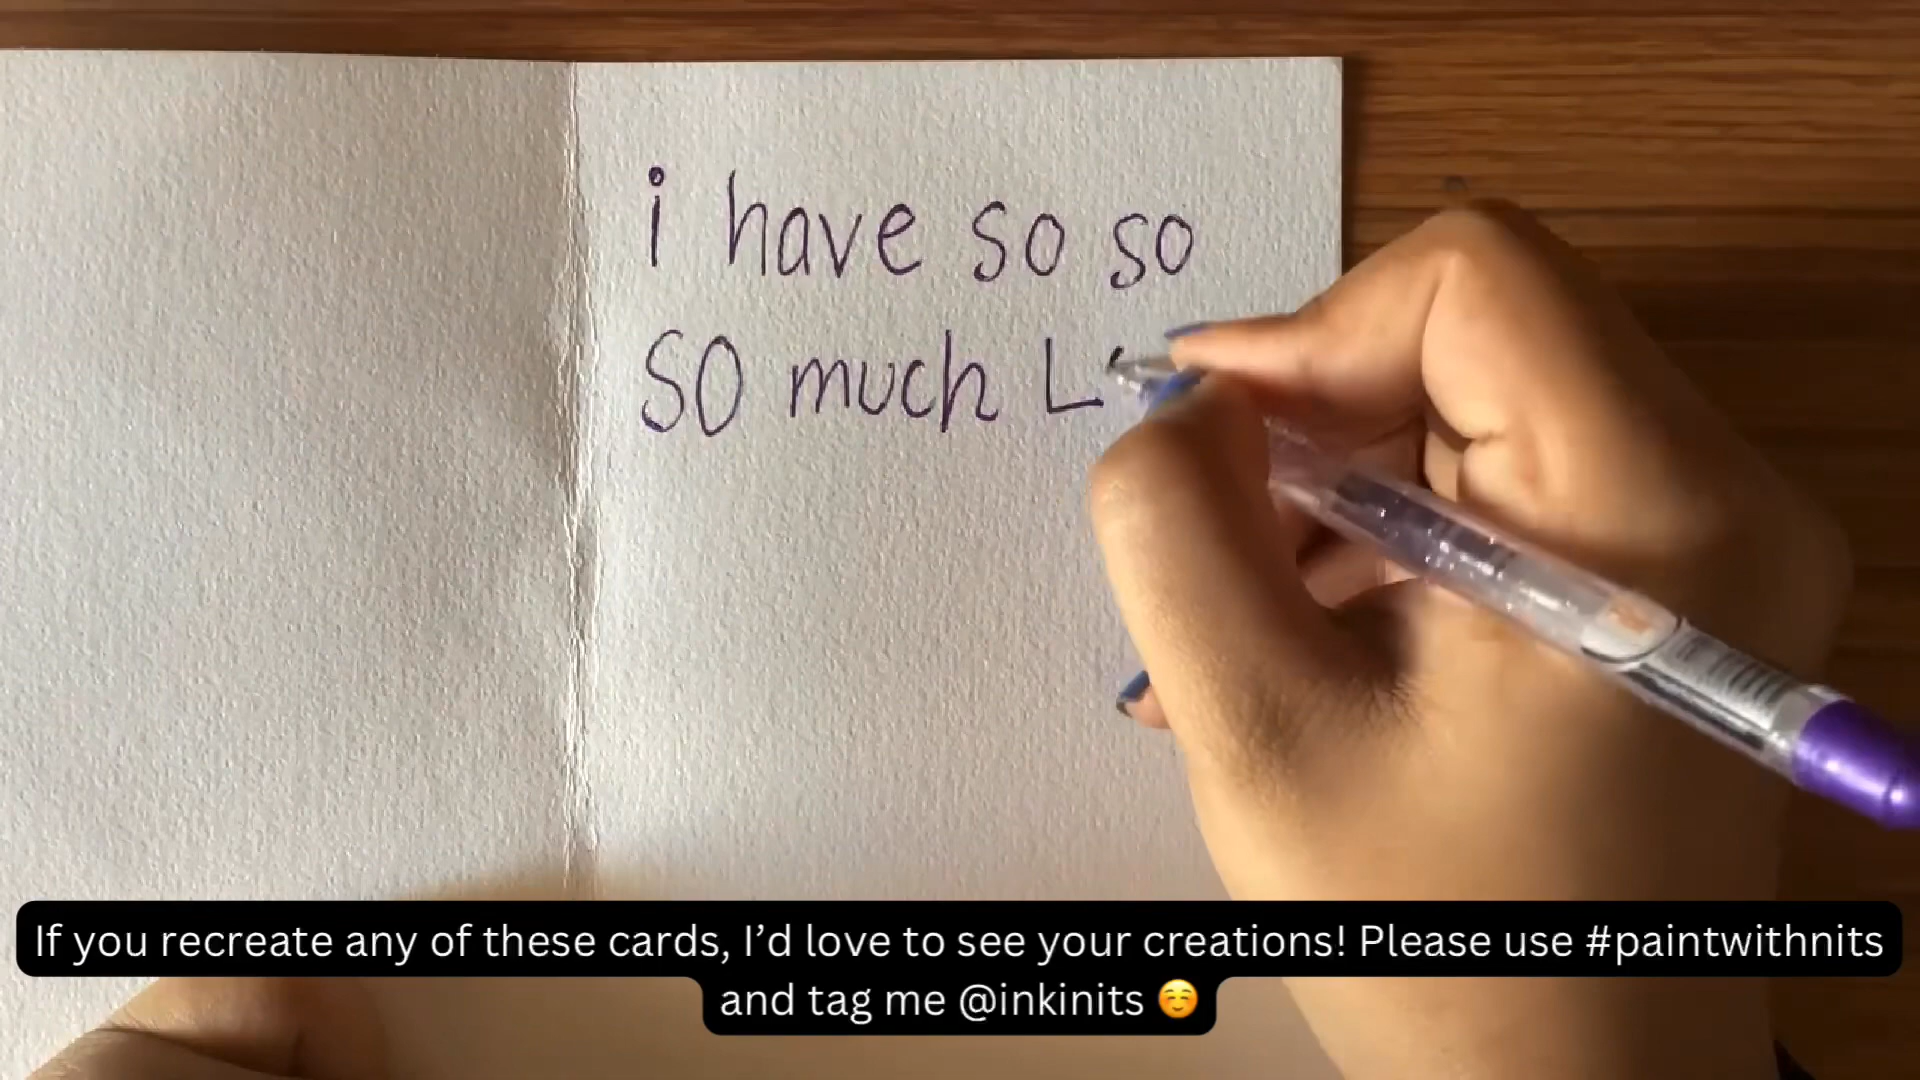 i have so so
so much L
If you recreate any of these cards, I’d love to see your creations! Please use #paintwithnits
and tag me @inkinits ☺️